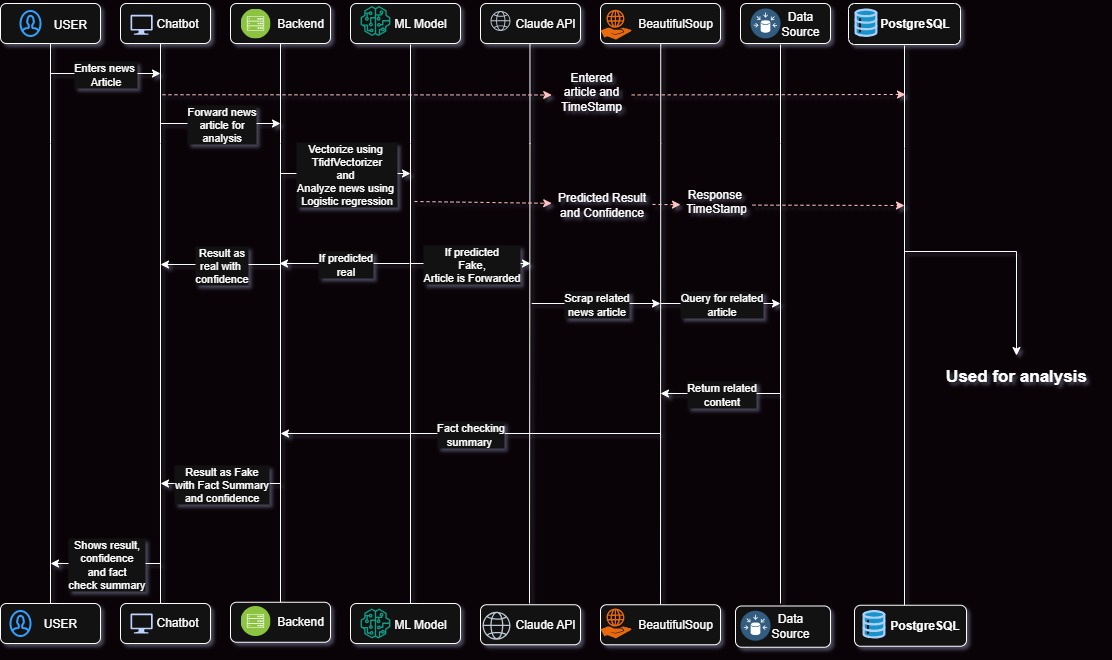 USER
Chatbot
Backend
ML Model
Claude API
BeautifulSoup
Data
Source
PostgreSQL
Enters news
Article
Entered
article and
TimeStamp
Forward news
article for
analysis
Vectorize using
TfidfVectorizer
and
Analyze news using
Logistic regression
Predicted Result
and Confidence
Response
TimeStamp
Result as
real with
confidence
If predicted
real
If predicted
Fake,
Article is Forwarded
Scrap related
news article
Query for related
article
Used for analysis
Return related
content
Fact checking
summary
Result as Fake
with Fact Summary
and confidence
Shows result,
confidence
and fact
check summary
USER
Chatbot
Backend
ML Model
Claude API
BeautifulSoup
Data
Source
PostgreSQL